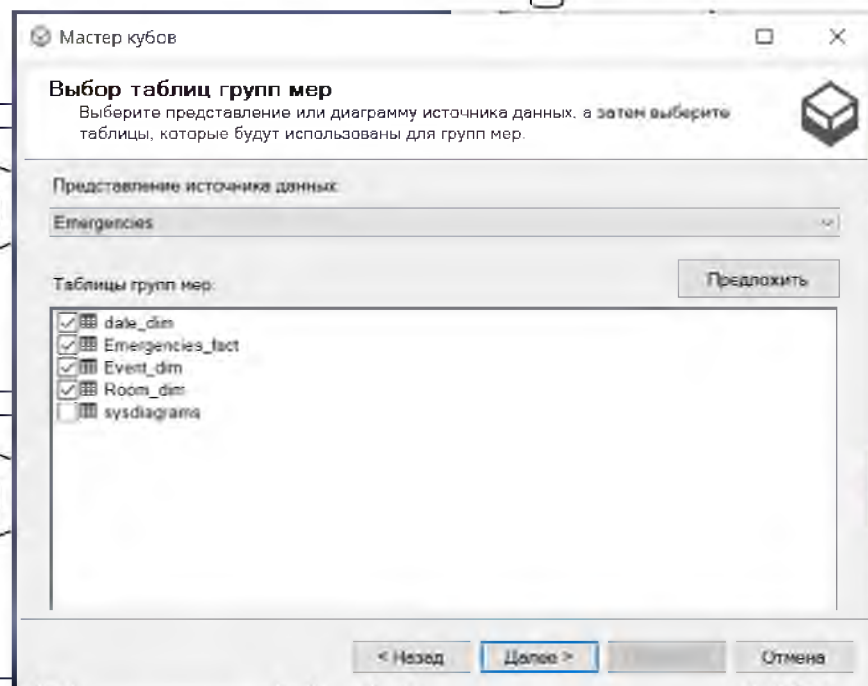 Мастер кубов
Выбор таблиц групп мер
Выберите представление или диаграмму источника данных, а затем выберите
таблицы, которые будут использованы для групп мер.
Представление источника данных:
Emergencies
Предложить
Таблицы групп мер:
date_dim
Emergencies_fact
Event_dim
Room_dim
sysdiagrams
< Назад
Далее >
Отмена